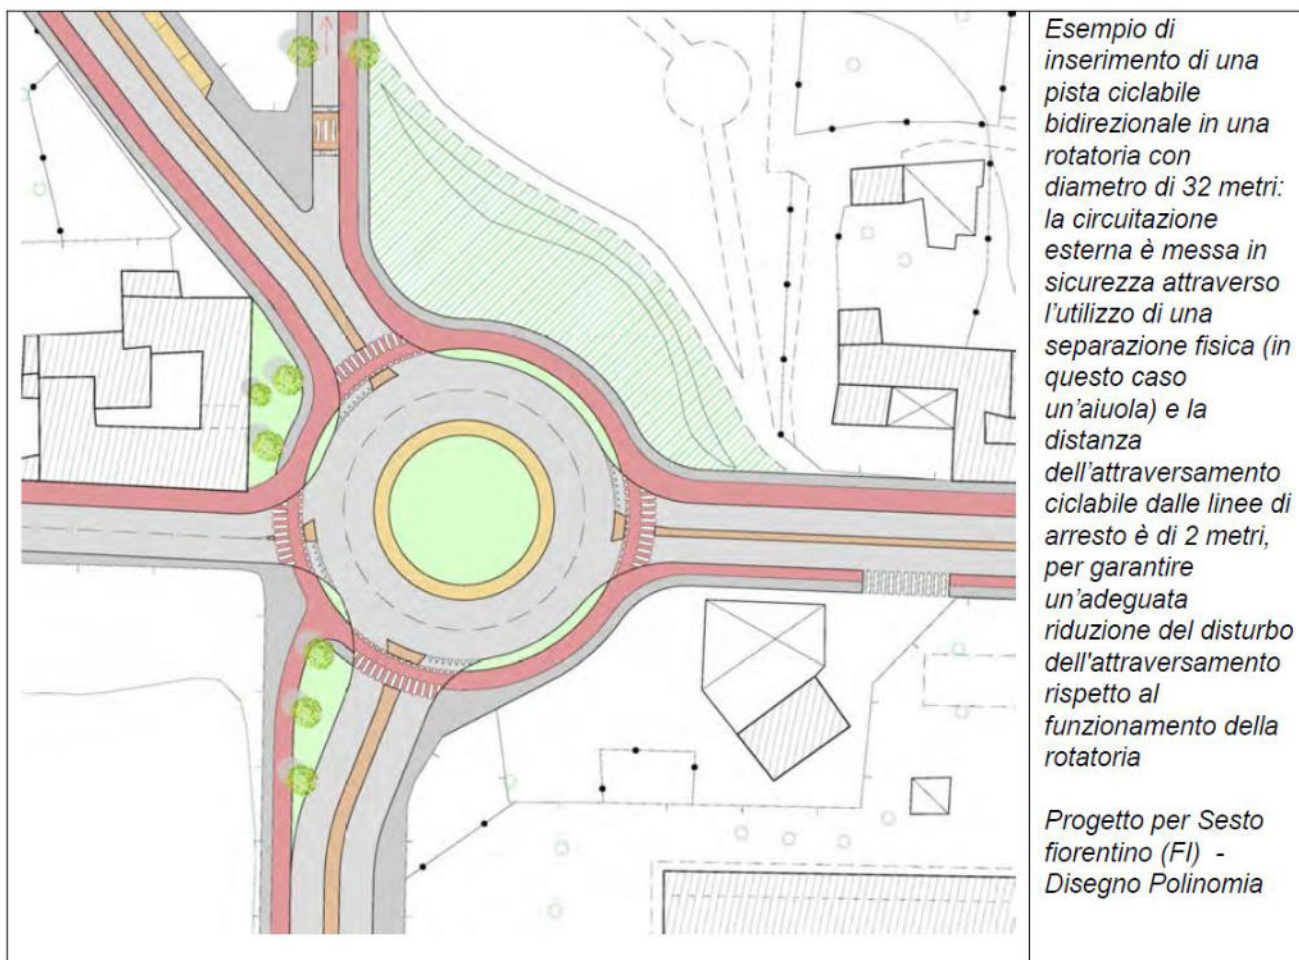 Esempio di
inserimento di una
pista ciclabile
bidirezionale in una
rotatoria con
diametro di 32 metri:
la circuitazione
esterna è messa in
sicurezza attraverso
l'utilizzo di una
separazione fisica (in
questo caso
un'aiuola) e la
distanza
dell'attraversamento
ciclabile dalle linee di
arresto è di 2 metri,
per garantire
un'adeguata
riduzione del disturbo
dell'attraversamento
rispetto al
funzionamento della
rotatoria
Progetto per Sesto
fiorentino (FI) -
Disegno Polinomia